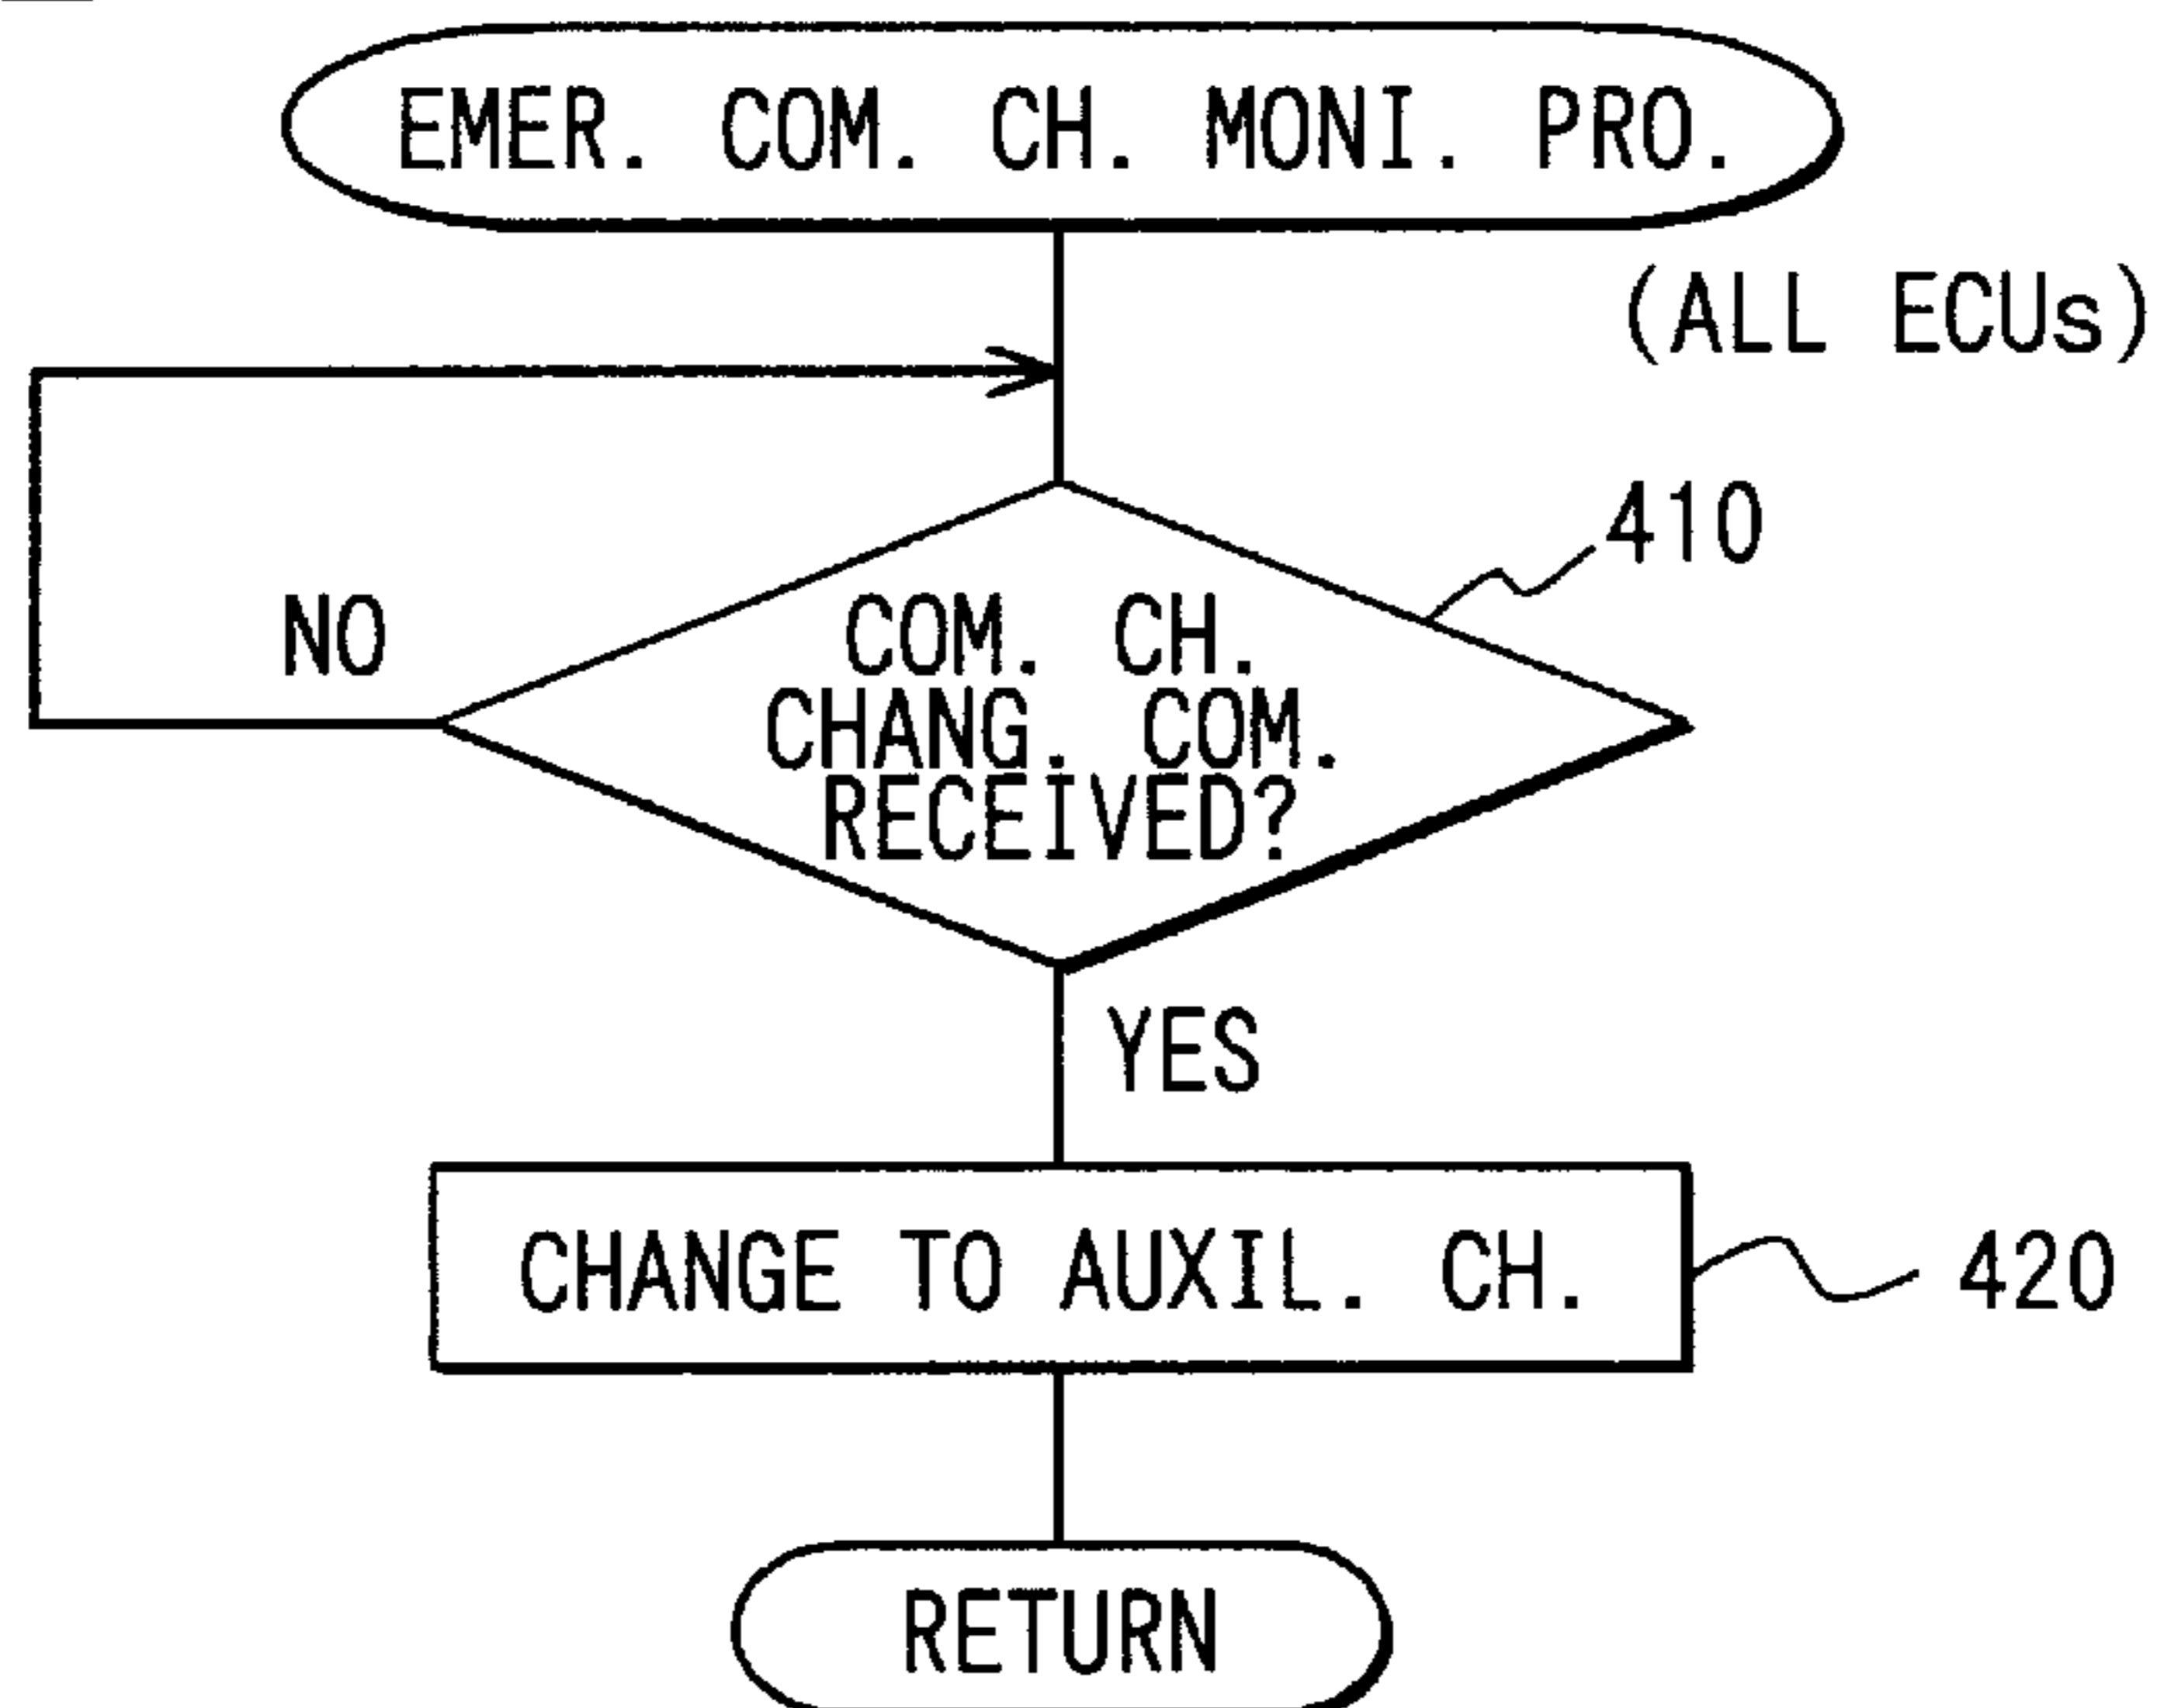 EMER. COM. CH. MONI. PRO.
(ALL ECUs)
410
NO
COM. CH.
CHANG. COM.
RECEIVED?
YES
CHANGE TO AUXIL. CH.
420
RETURN